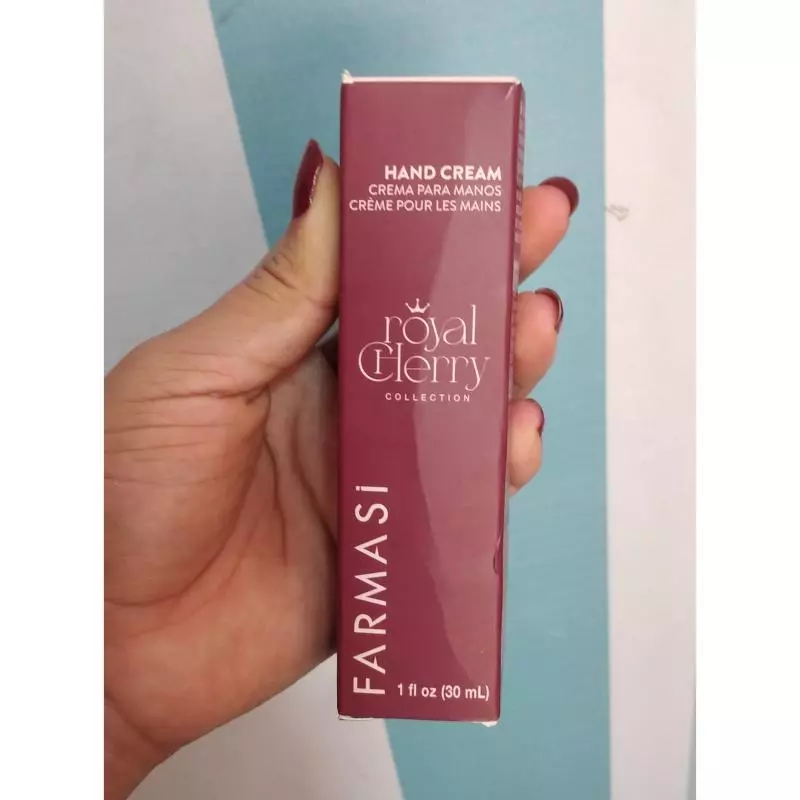 HAND CREAM
CREMA PARA MANOS
CRÈME POUR LES MAINS
royal
CHerry
COLLECTION
FARMASi
1 fl oz (30 mL)